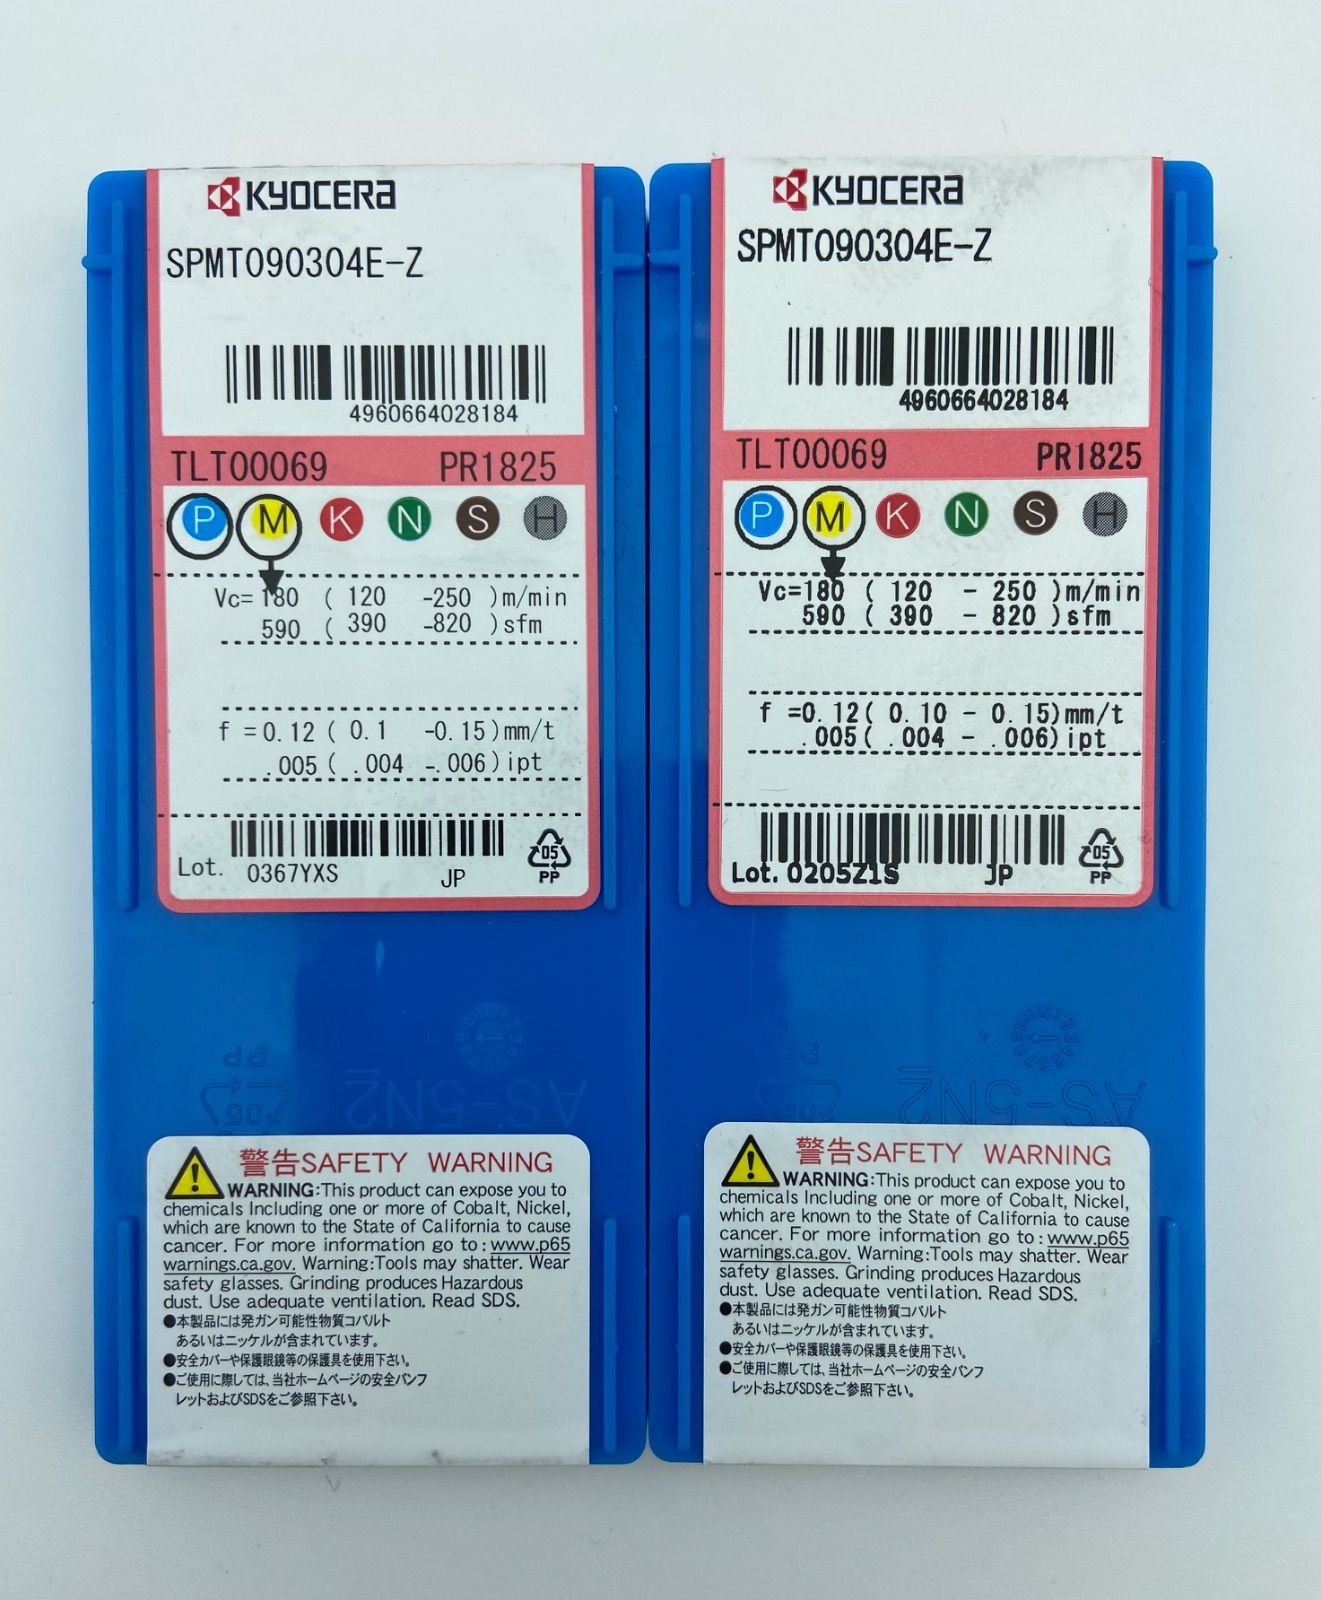 KYOCERA
SPMT090304E-Z
4960664028184
TLT00069 PR1825
P M K N S H
Vc= 180 ( 120 -250 )m/min
590 ( 390 -820 )sfm
f =0.12 ( 0.1 -0.15)mm/t
.005 ( .004 -.006)ipt
Lot. 0367YXS JP
05
PP
AS-5N2
05
PP
警告SAFETY WARNING
WARNING:This product can expose you to
chemicals Including one or more of Cobalt, Nickel,
which are known to the State of California to cause
cancer. For more information go to : www.p65
warnings.ca.gov. Warning:Tools may shatter. Wear
safety glasses. Grinding produces Hazardous
dust. Use adequate ventilation. Read SDS.
●本製品には発ガン可能性物質コバルト
あるいはニッケルが含まれています。
●安全カバーや保護眼鏡等の保護具を使用下さい。
●ご使用に際しては、当社ホームページの安全パンフ
レットおよびSDSをご参照下さい。
KYOCERA
SPMT090304E-Z
4960664028184
TLT00069 PR1825
P M K N S H
Vc=180 ( 120 - 250 )m/min
590 ( 390 - 820 )sfm
f =0.12( 0.10 - 0.15)mm/t
.005( .004 - .006)ipt
Lot. 0205Z1S JP
05
PP
AS-5N2
05
PP
警告SAFETY WARNING
WARNING:This product can expose you to
chemicals Including one or more of Cobalt, Nickel,
which are known to the State of California to cause
cancer. For more information go to : www.p65
warnings.ca.gov. Warning:Tools may shatter. Wear
safety glasses. Grinding produces Hazardous
dust. Use adequate ventilation. Read SDS.
●本製品には発ガン可能性物質コバルト
あるいはニッケルが含まれています。
●安全カバーや保護眼鏡等の保護具を使用下さい。
●ご使用に際しては、当社ホームページの安全パンフ
レットおよびSDSをご参照下さい。